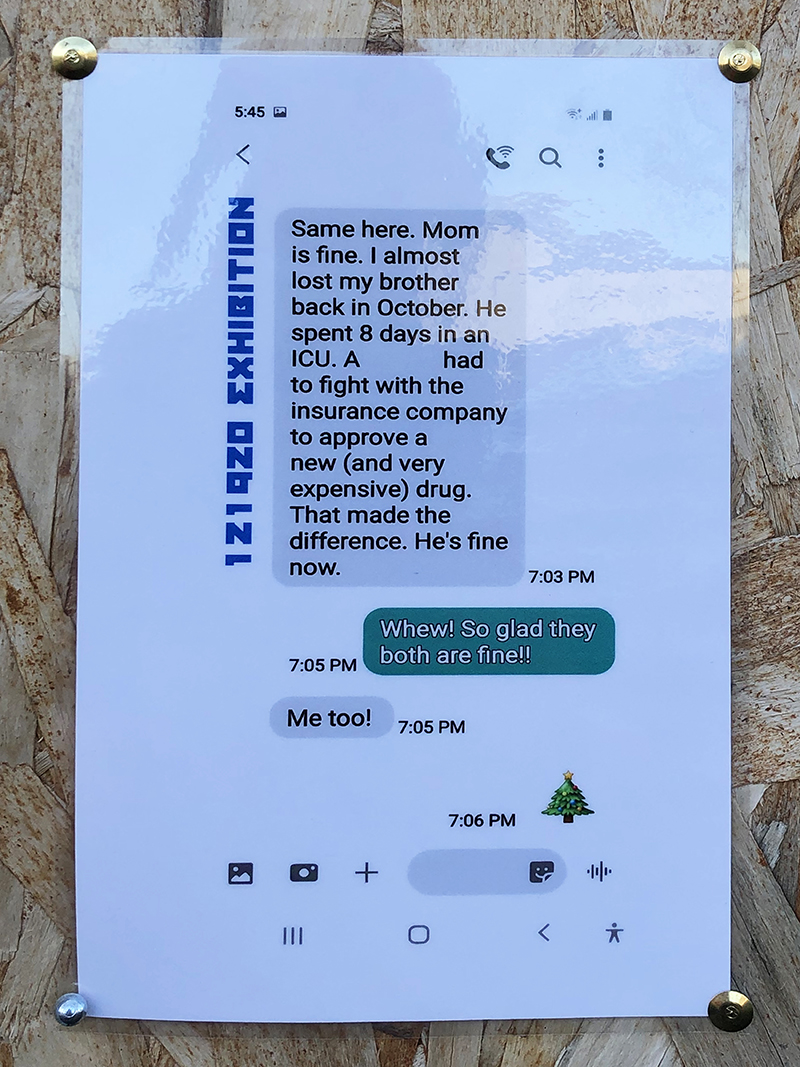 5:45
121920 EXHIBITION
Same here. Mom
is fine. I almost
lost my brother
back in October. He
spent 8 days in an
ICU. A had
to fight with the
insurance company
to approve a
new (and very
expensive) drug.
That made the
difference. He's fine
now.
7:03 PM
Whew! So glad they
both are fine!!
7:05 PM
Me too!
7:05 PM
7:06 PM